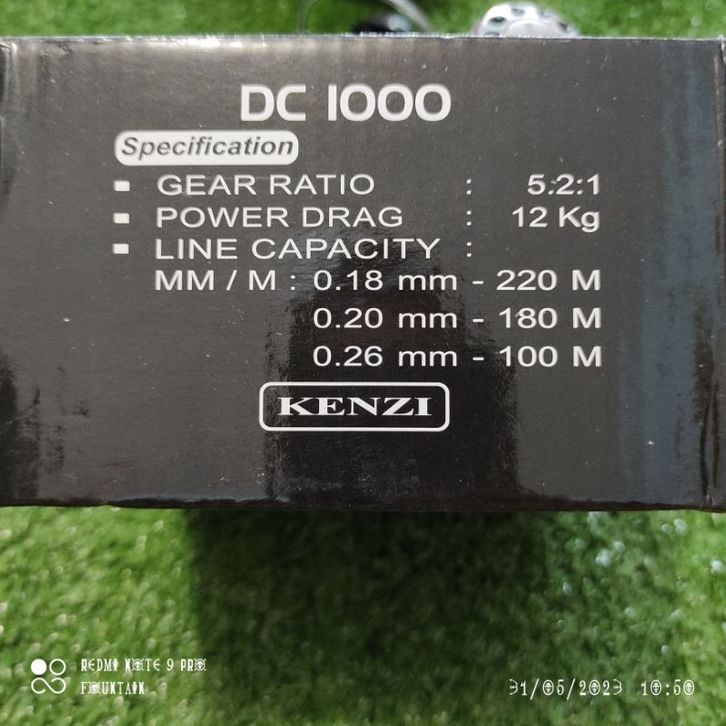 DC 1000
Specification
▪ GEAR RATIO : 5:2:1
▪ POWER DRAG : 12 Kg
▪ LINE CAPACITY :
MM / M : 0.18 mm - 220 M
0.20 mm - 180 M
0.26 mm - 100 M
KENZI
REDMI NOTE 9 PRO
FOUNTAIN
31/05/2023 10:50